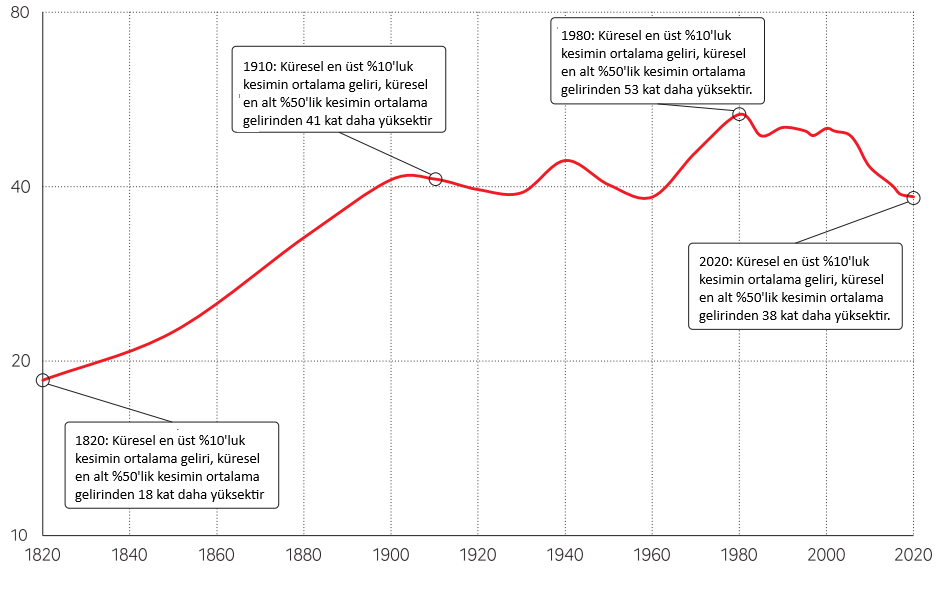 80
1980: Küresel en üst %10'luk
kesimin ortalama geliri, küresel
en alt %50'lik kesimin ortalama
gelirinden 53 kat daha yüksektir.
1910: Küresel en üst %10'luk
kesimin ortalama geliri, küresel
en alt %50'lik kesimin ortalama
gelirinden 41 kat daha yüksektir
40
2020: Küresel en üst %10'luk
kesimin ortalama geliri, küresel
en alt %50'lik kesimin ortalama
gelirinden 38 kat daha yüksektir.
20
1820: Küresel en üst %10'luk
kesimin ortalama geliri, küresel
en alt %50'lik kesimin ortalama
gelirinden 18 kat daha yüksektir
10
1820 1840 1860 1880 1900 1920 1940 1960 1980 2000 2020